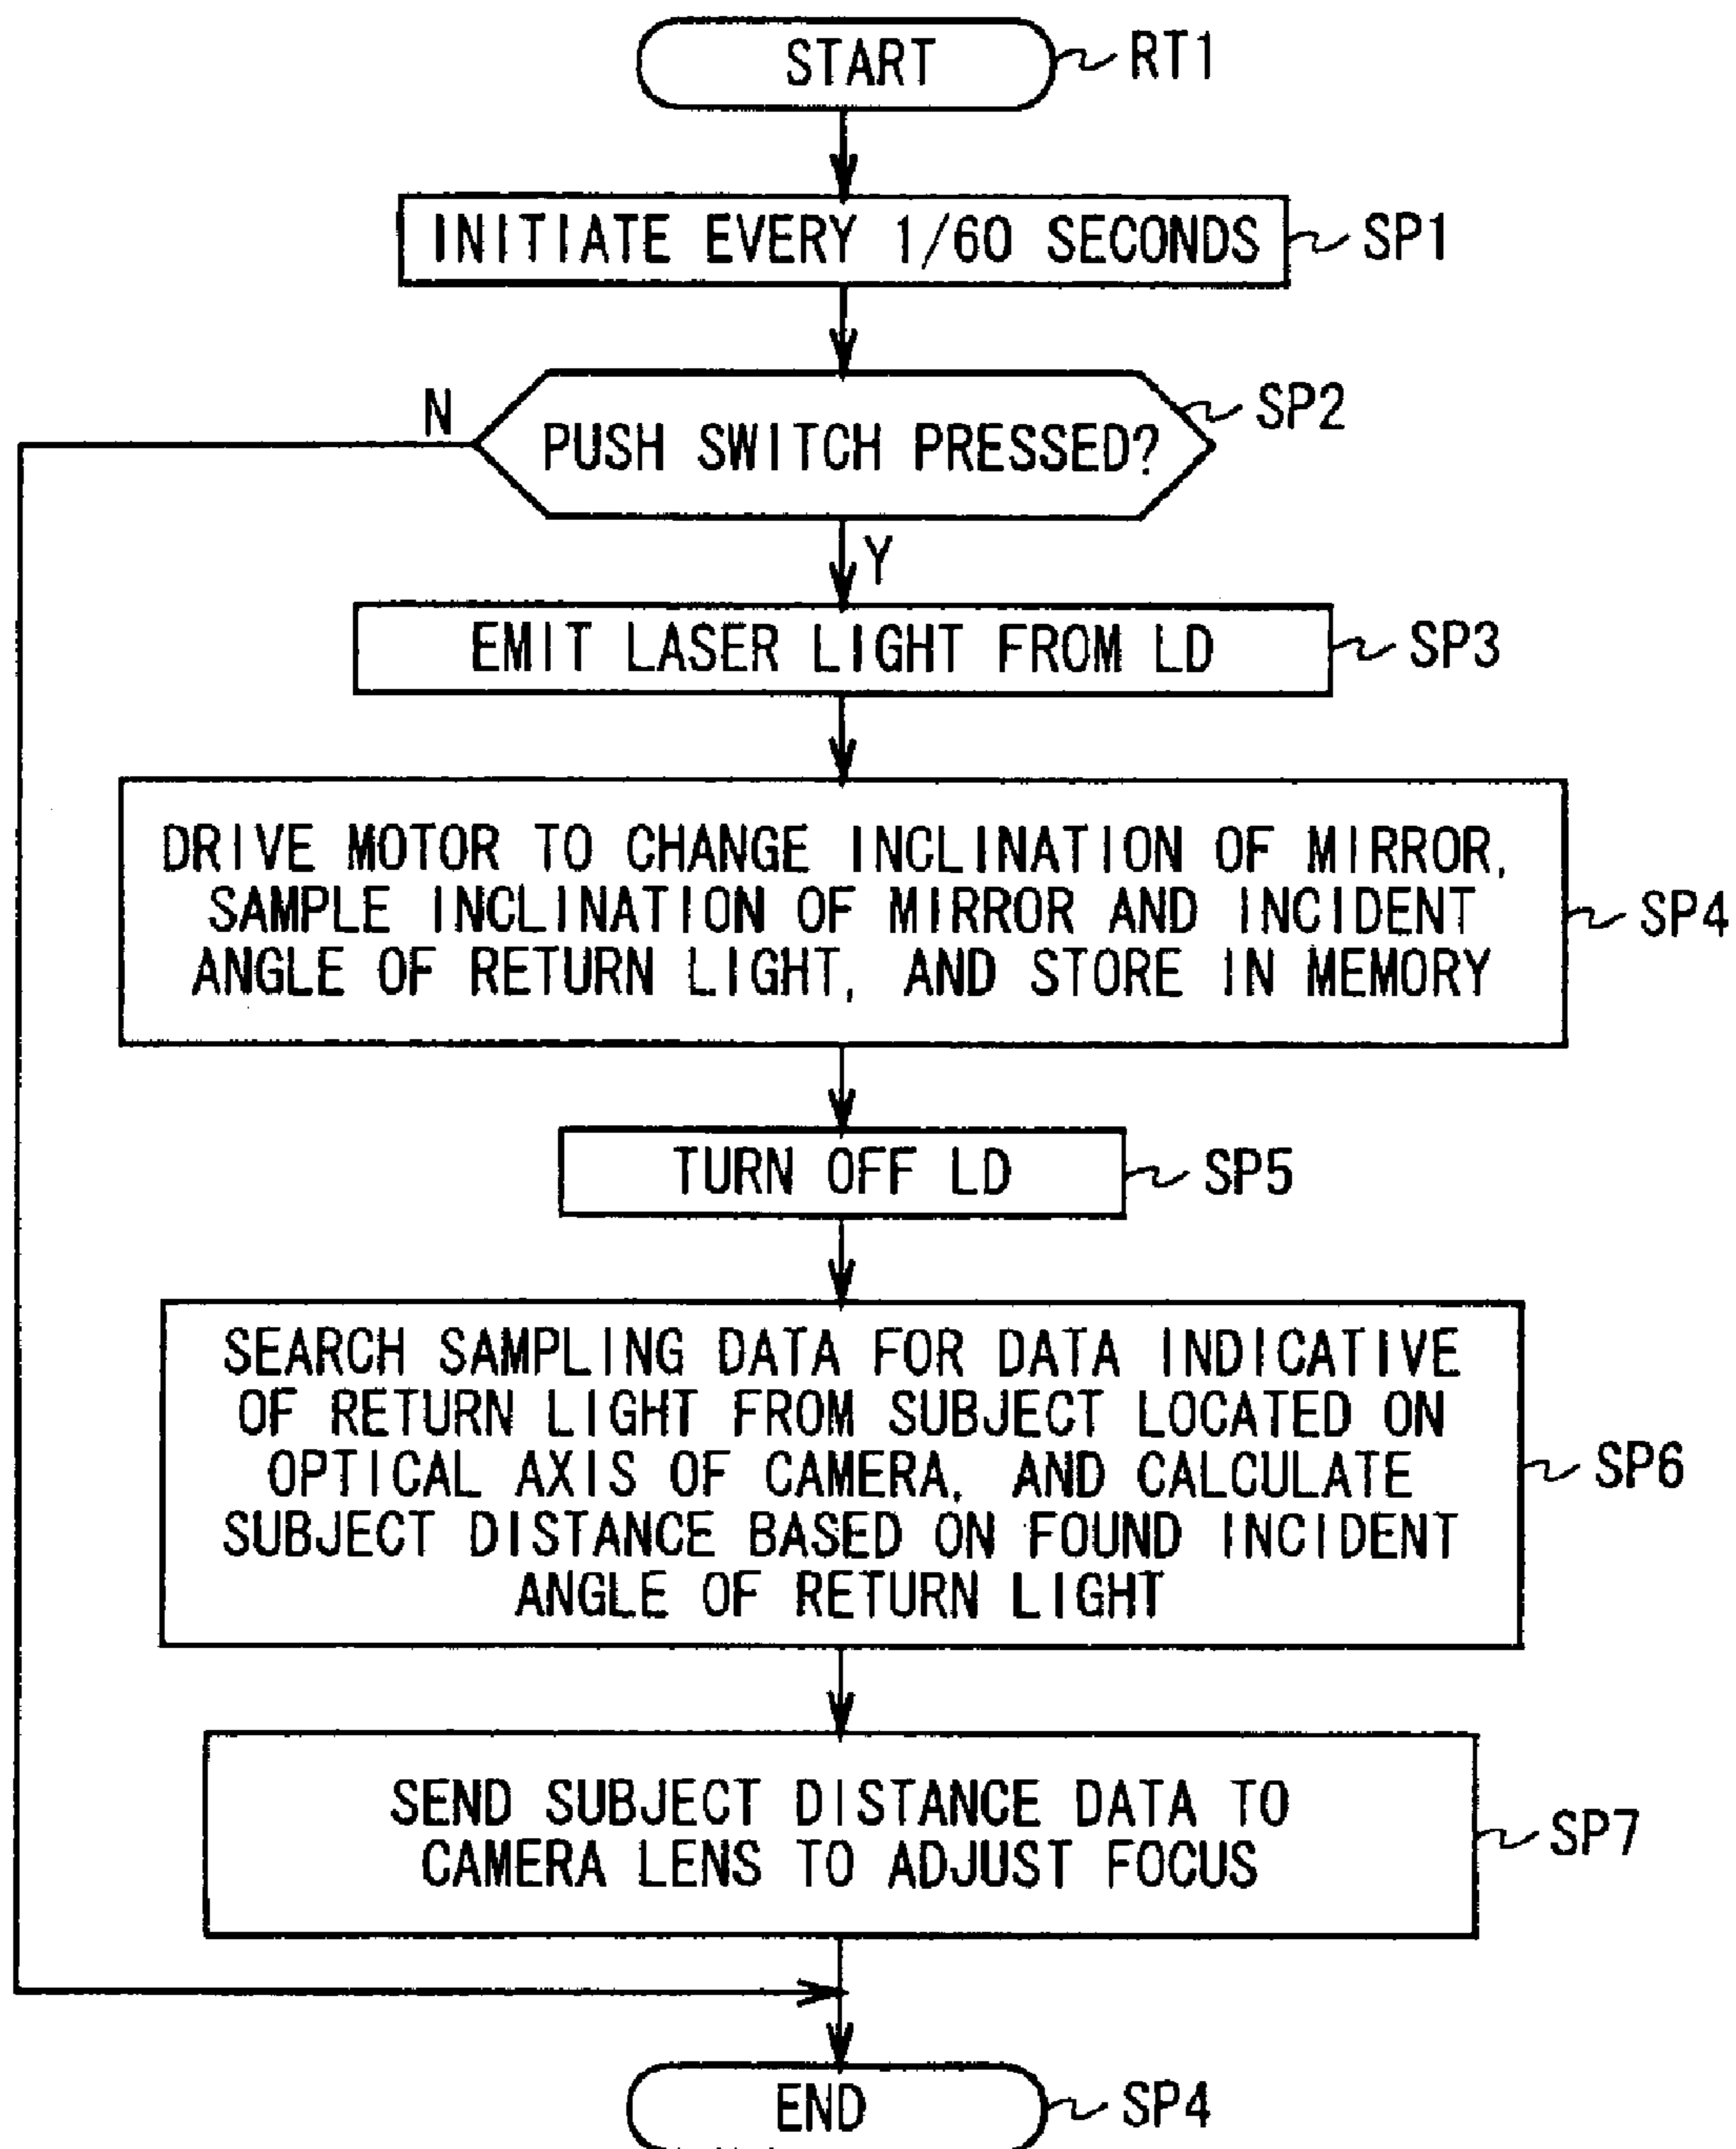 START
RT1
INITIATE EVERY 1/60 SECONDS
SP1
N
PUSH SWITCH PRESSED?
SP2
Y
EMIT LASER LIGHT FROM LD
SP3
DRIVE MOTOR TO CHANGE INCLINATION OF MIRROR,
SAMPLE INCLINATION OF MIRROR AND INCIDENT
ANGLE OF RETURN LIGHT, AND STORE IN MEMORY
SP4
TURN OFF LD
SP5
SEARCH SAMPLING DATA FOR DATA INDICATIVE
OF RETURN LIGHT FROM SUBJECT LOCATED ON
OPTICAL AXIS OF CAMERA, AND CALCULATE
SUBJECT DISTANCE BASED ON FOUND INCIDENT
ANGLE OF RETURN LIGHT
SP6
SEND SUBJECT DISTANCE DATA TO
CAMERA LENS TO ADJUST FOCUS
SP7
END
SP4